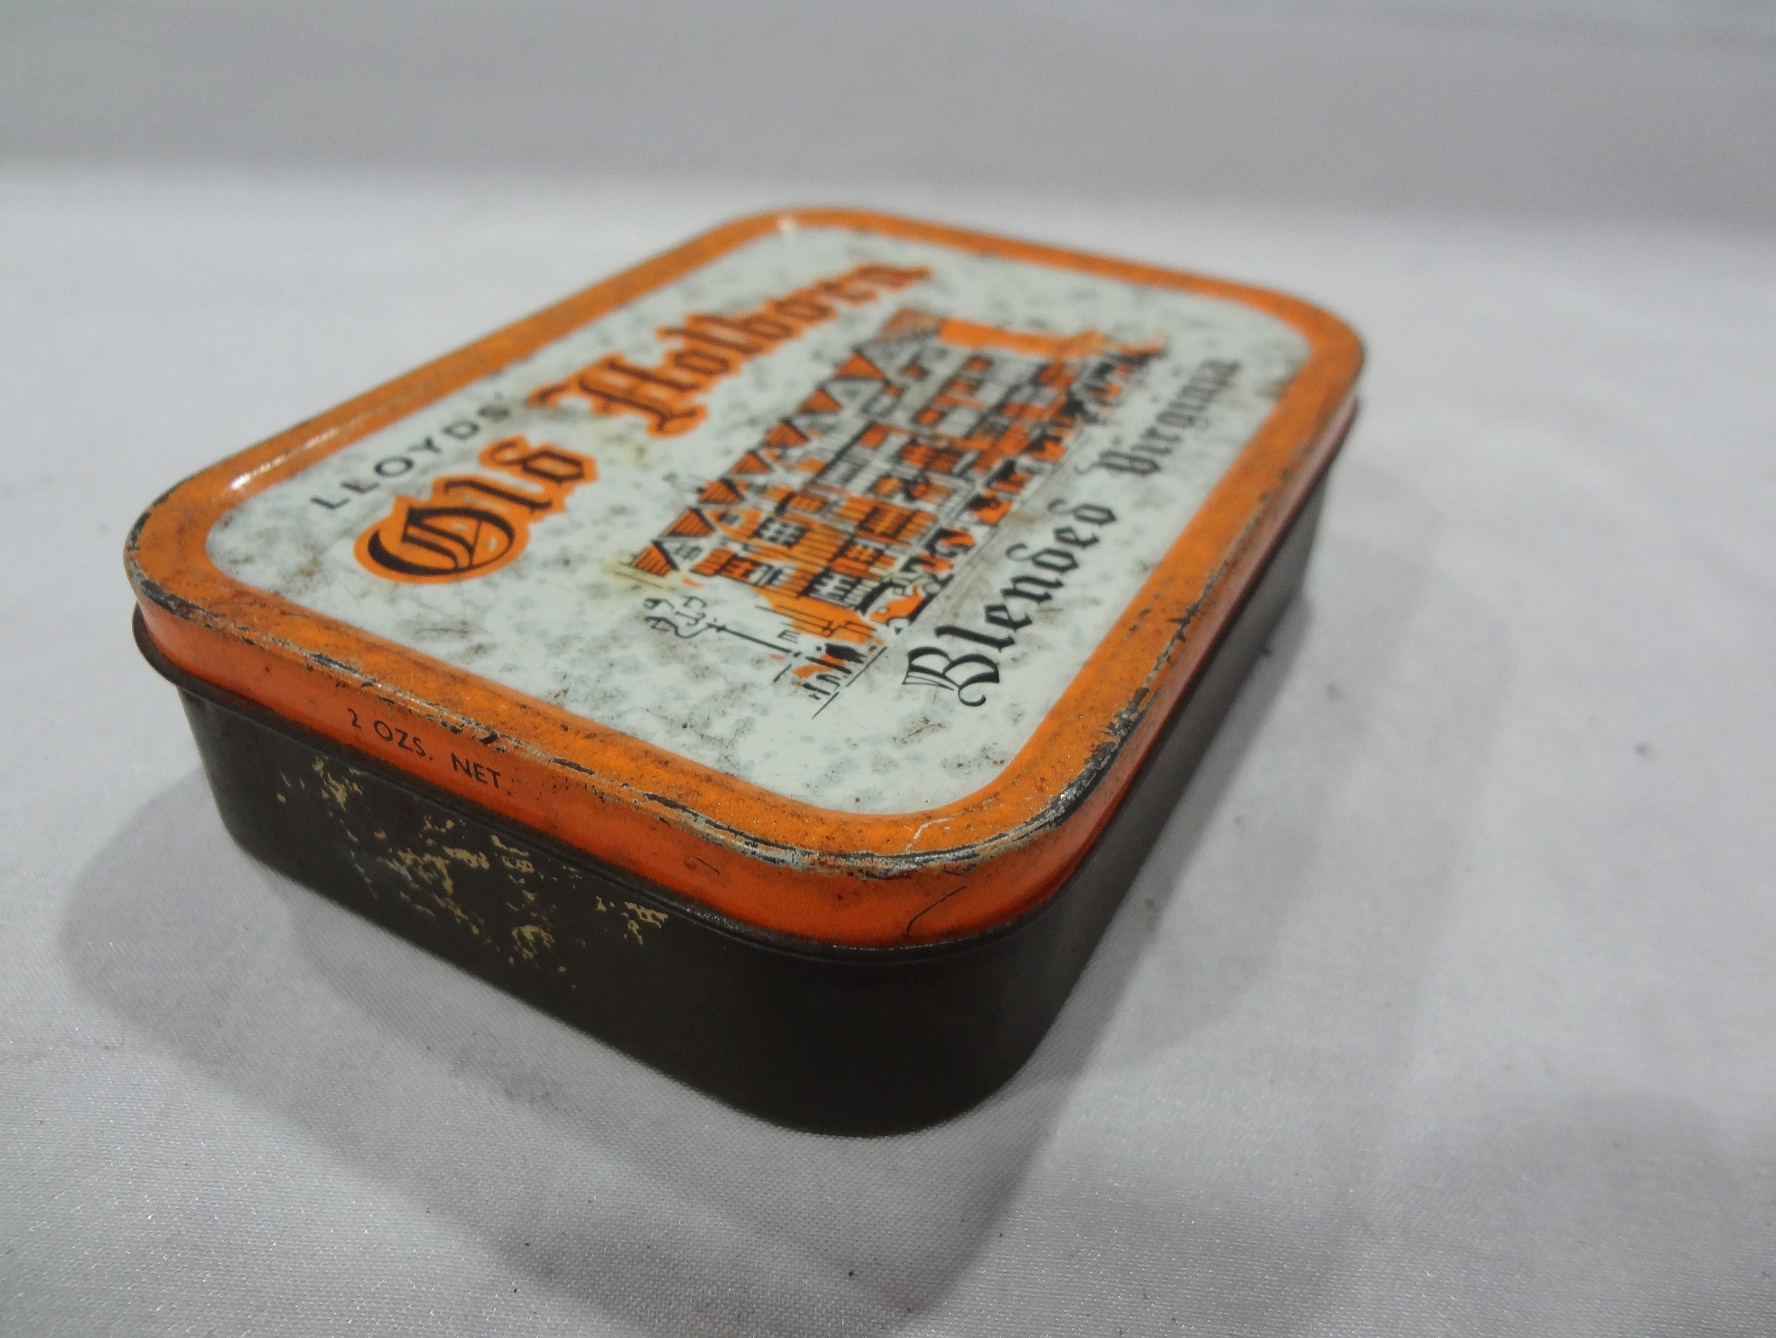 LLOYDS'
Old Holborn
Blended Virginia
2 OZS. NET.